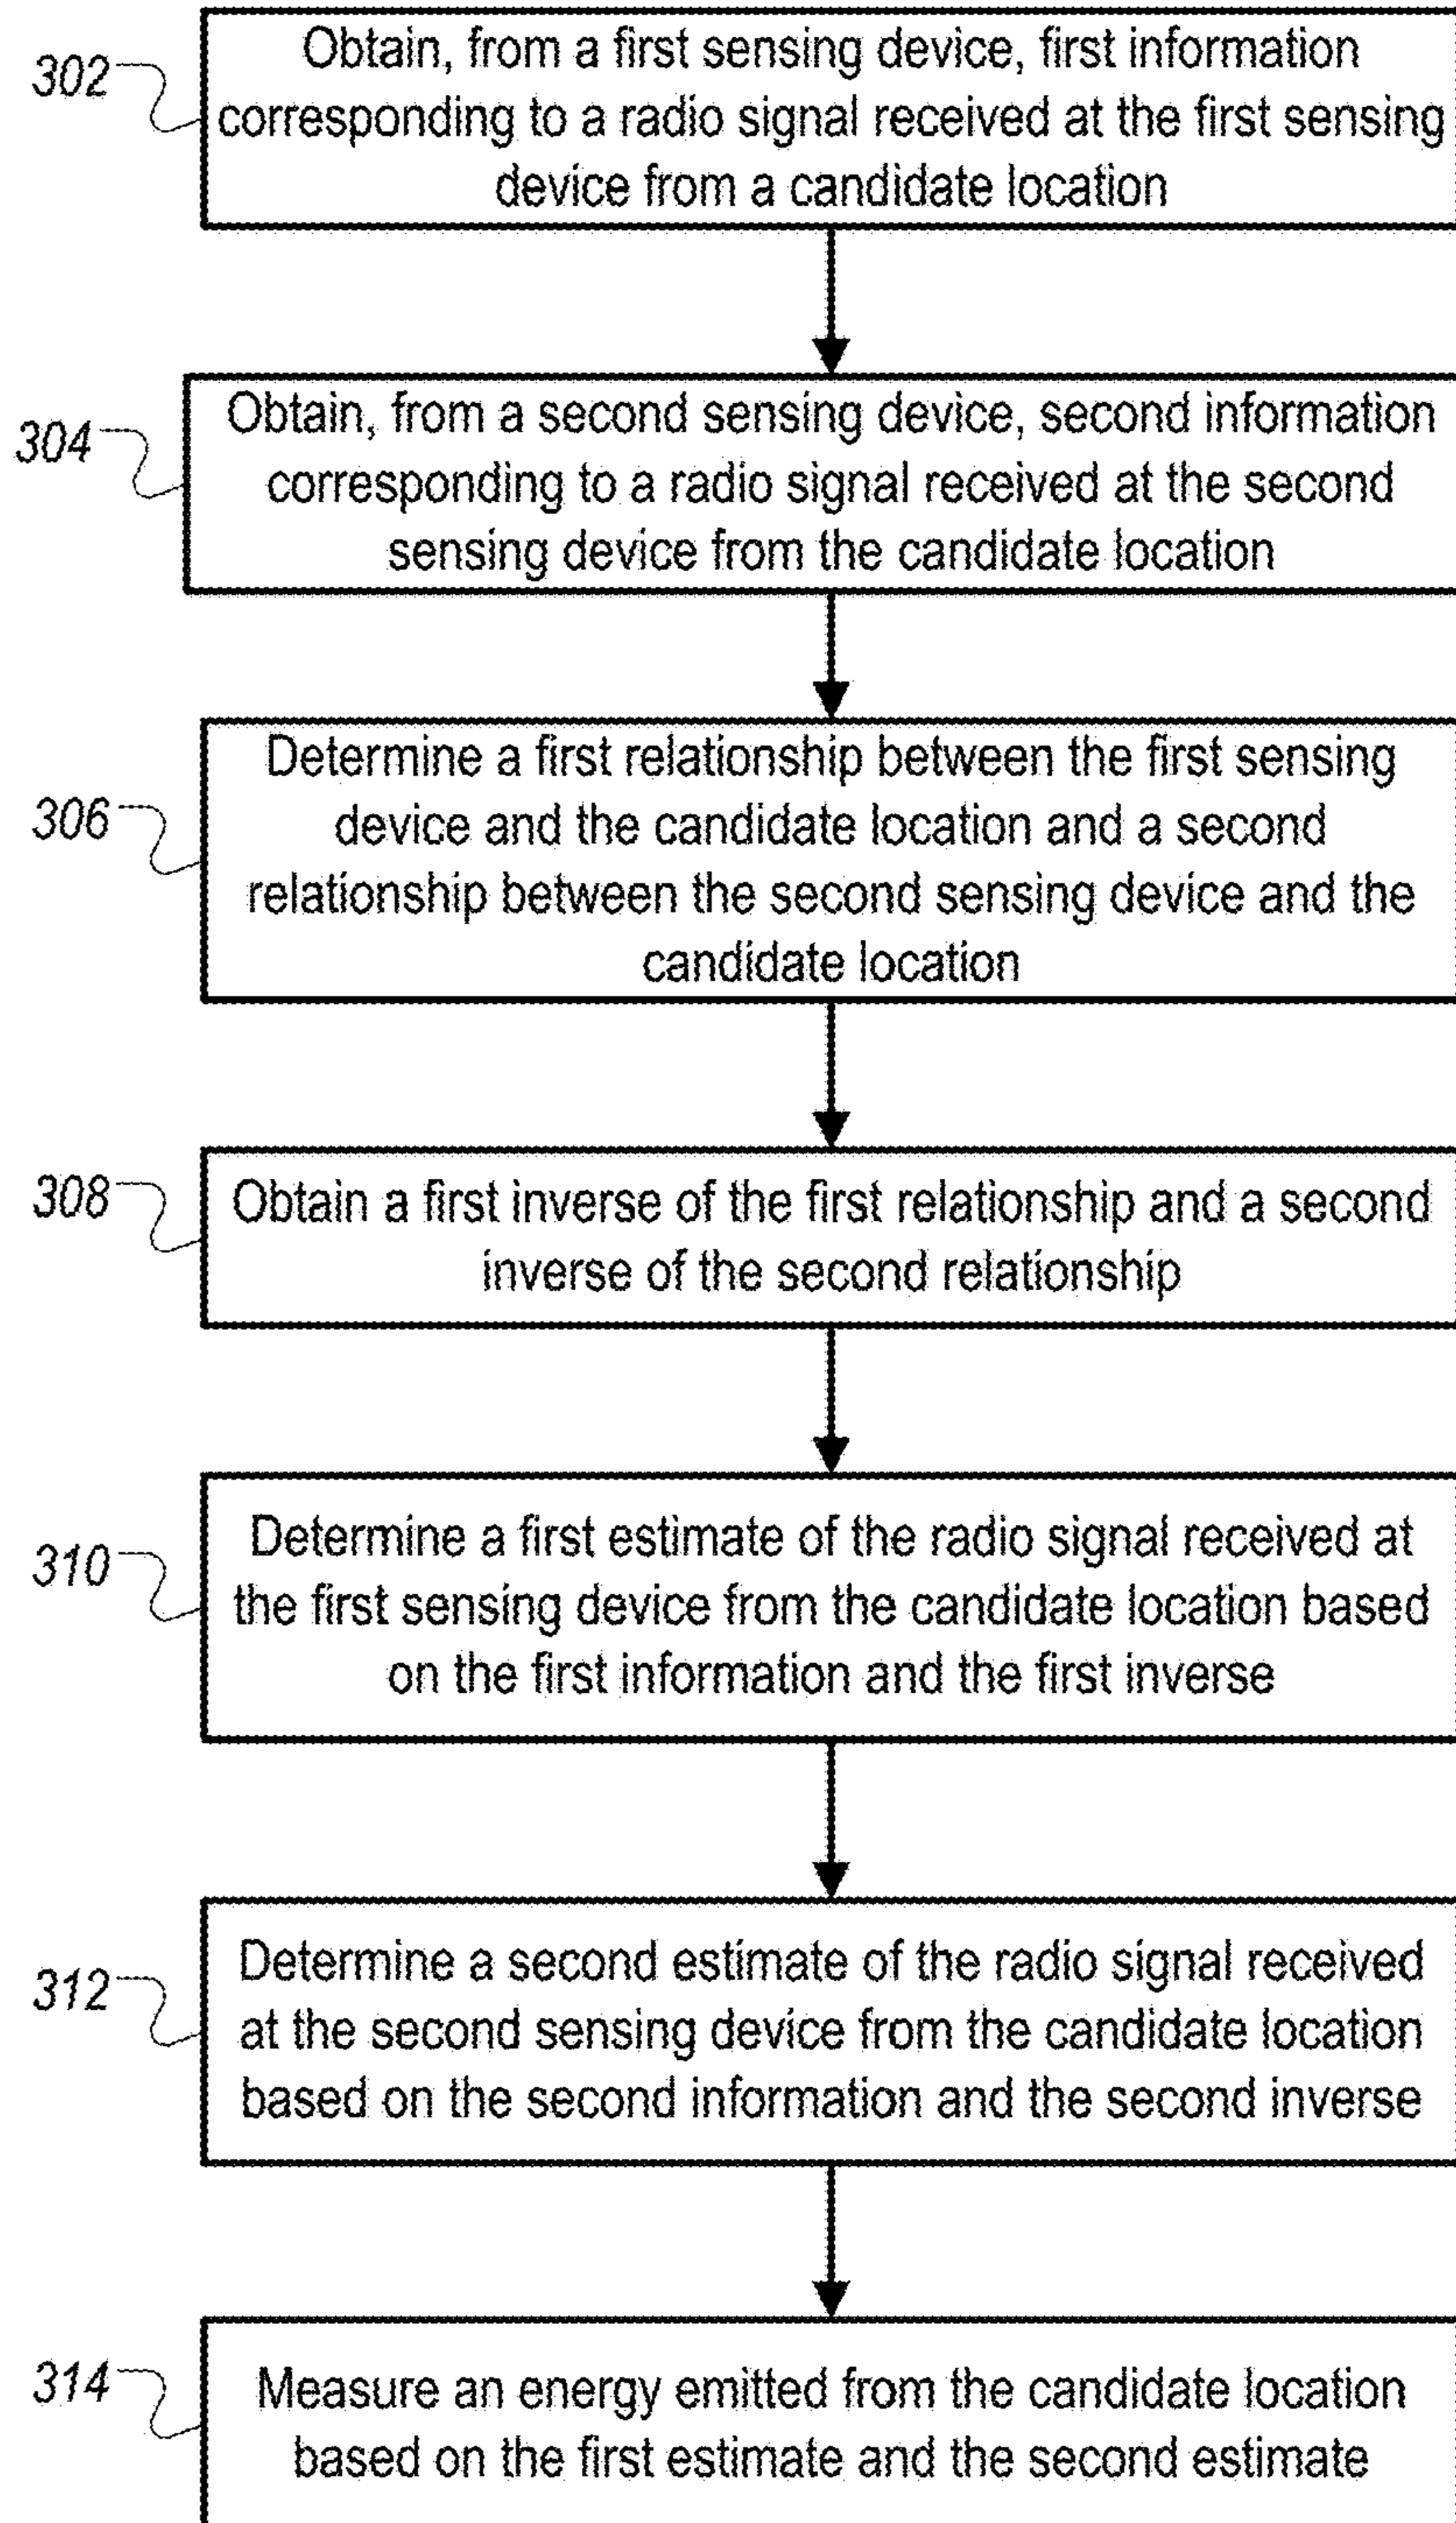 302
Obtain, from a first sensing device, first information
corresponding to a radio signal received at the first sensing
device from a candidate location
304
Obtain, from a second sensing device, second information
corresponding to a radio signal received at the second
sensing device from the candidate location
306
Determine a first relationship between the first sensing
device and the candidate location and a second
relationship between the second sensing device and the
candidate location
308
Obtain a first inverse of the first relationship and a second
inverse of the second relationship
310
Determine a first estimate of the radio signal received at
the first sensing device from the candidate location based
on the first information and the first inverse
312
Determine a second estimate of the radio signal received
at the second sensing device from the candidate location
based on the second information and the second inverse
314
Measure an energy emitted from the candidate location
based on the first estimate and the second estimate